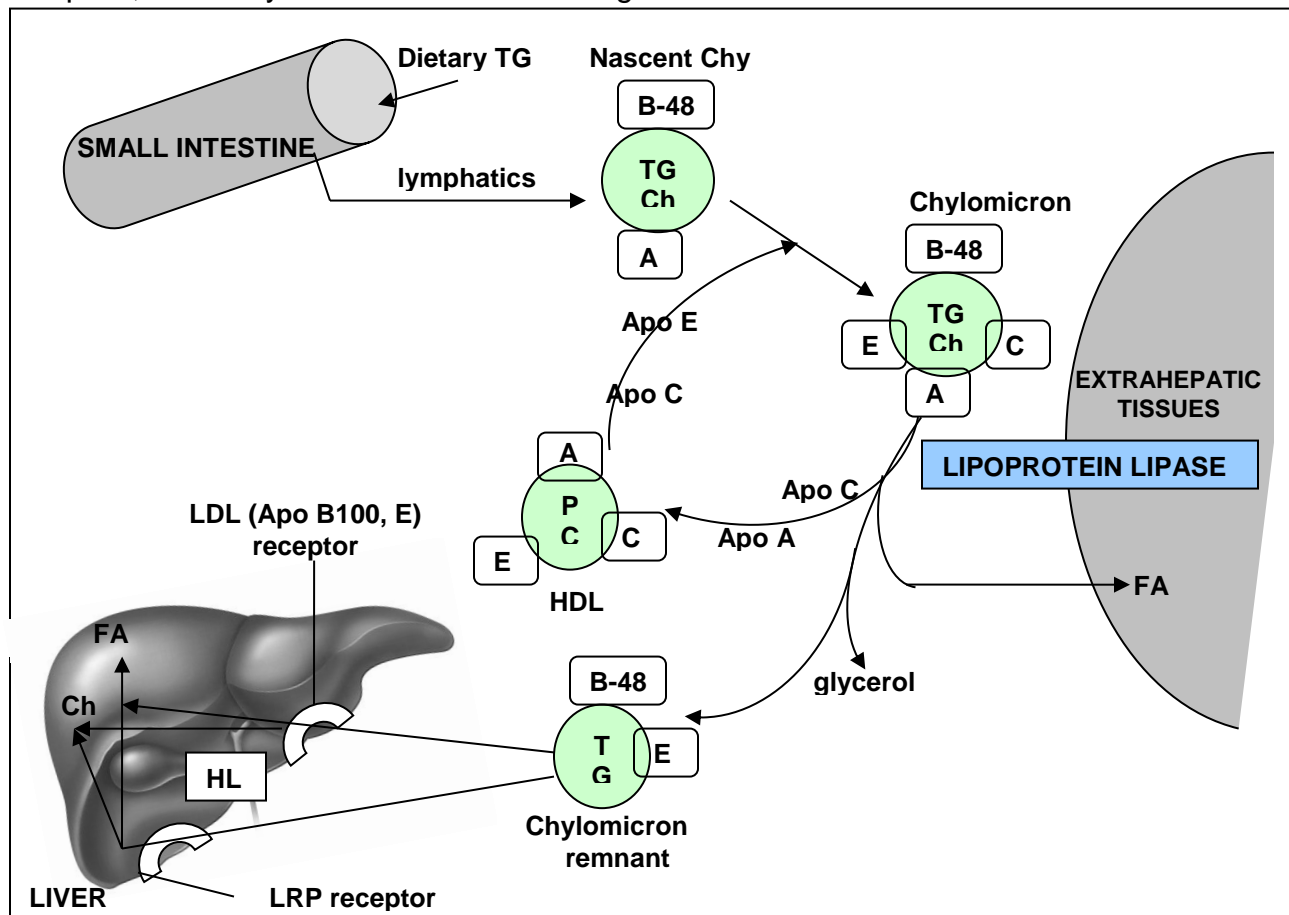 Dietary TG
Nascent Chy
B-48
SMALL INTESTINE
TG
Ch
lymphatics
A
Chylomicron
B-48
TG
Ch
E
C
A
Apo E
Apo C
EXTRAHEPATIC
TISSUES
LIPOPROTEIN LIPASE
A
P
C
C
E
HDL
Apo C
Apo A
LDL (Apo B100, E)
receptor
FA
glycerol
FA
Ch
HL
B-48
T
G
E
Chylomicron
remnant
LIVER
LRP receptor